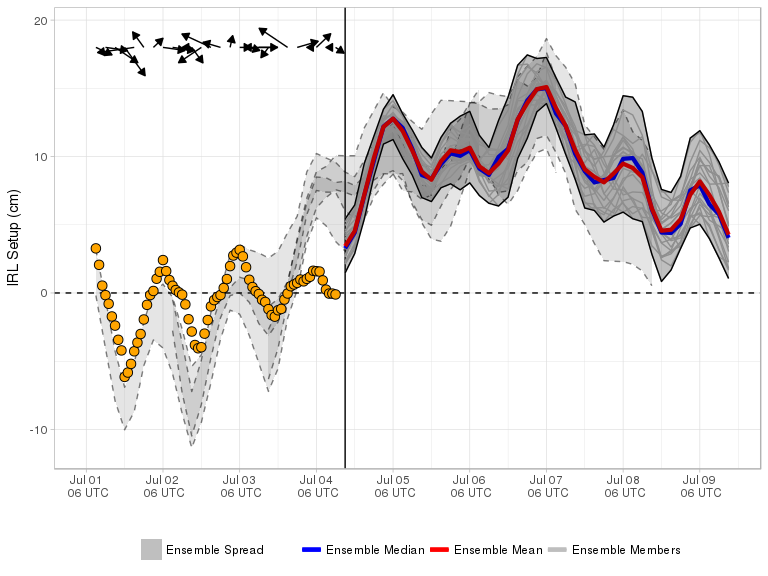 20
10
0
-10
IRL Setup (cm)
Jul 01 Jul 02 Jul 03 Jul 04 Jul 05 Jul 06 Jul 07 Jul 08 Jul 09
06 UTC 06 UTC 06 UTC 06 UTC 06 UTC 06 UTC 06 UTC 06 UTC 06 UTC
Ensemble Spread Ensemble Median Ensemble Mean Ensemble Members